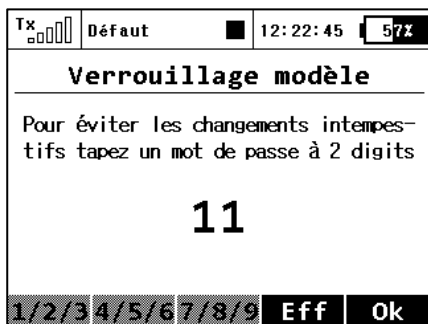 Tx Défaut 12:22:45 57%
Verrouillage modèle
Pour éviter les changements intempes-
tifs tapez un mot de passe à 2 digits
11
1/2/3 4/5/6 7/8/9 Eff Ok